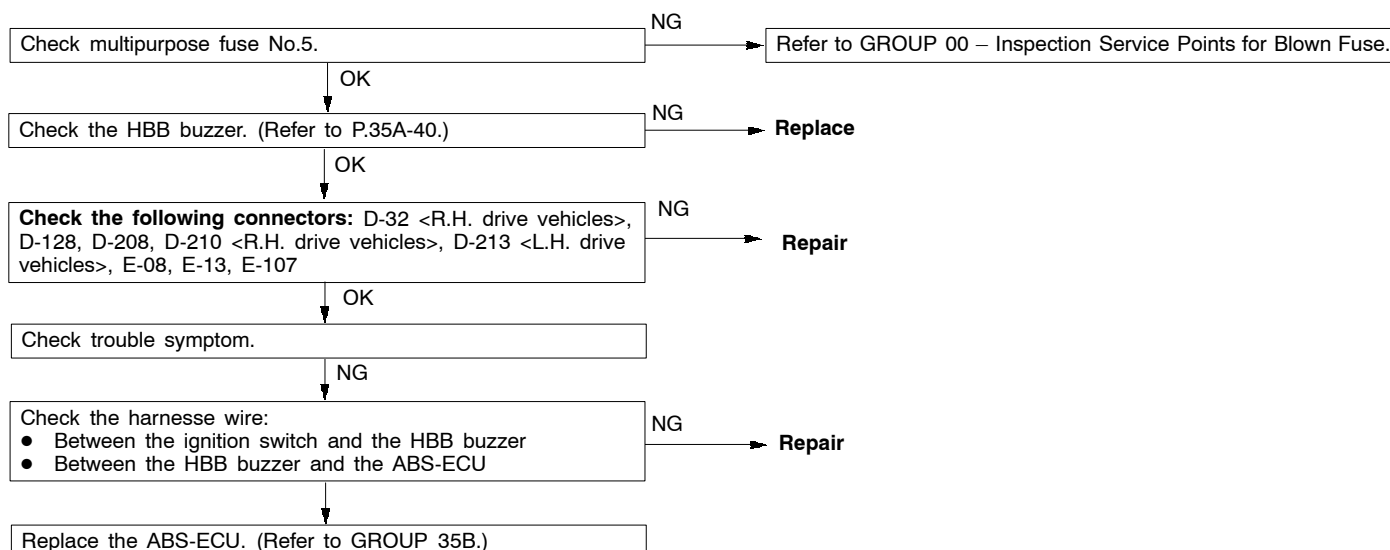 NG
Check multipurpose fuse No.5.
Refer to GROUP 00 – Inspection Service Points for Blown Fuse.
OK
NG
Check the HBB buzzer. (Refer to P.35A-40.)
Replace
OK
Check the following connectors: D-32 <R.H. drive vehicles>,
D-128, D-208, D-210 <R.H. drive vehicles>, D-213 <L.H. drive
vehicles>, E-08, E-13, E-107
NG
Repair
OK
Check trouble symptom.
NG
Check the harnesse wire:
● Between the ignition switch and the HBB buzzer
● Between the HBB buzzer and the ABS-ECU
NG
Repair
Replace the ABS-ECU. (Refer to GROUP 35B.)